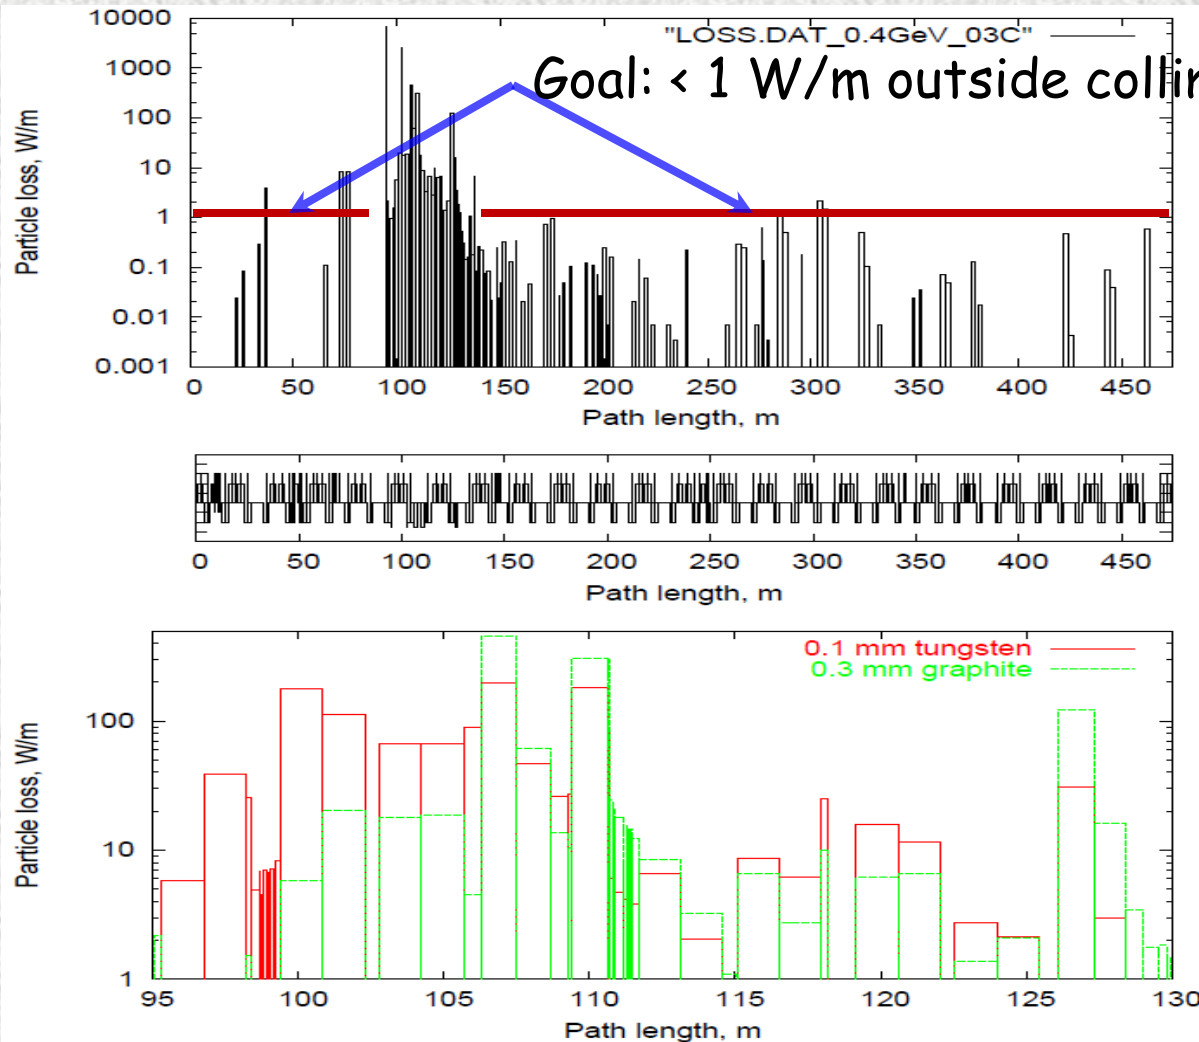 "LOSS.DAT_0.4GeV_03C"
Goal: < 1 W/m outside
Particle loss, W/m
10000
1000
100
10
1
0.1
0.01
0.001
0 50 100 150 200 250 300 350 400 450
Path length, m
0 50 100 150 200 250 300 350 400 450
Path length, m
0.1 mm tungsten
0.3 mm graphite
Particle loss, W/m
100
10
1
95 100 105 110 115 120 125 130
Path length, m